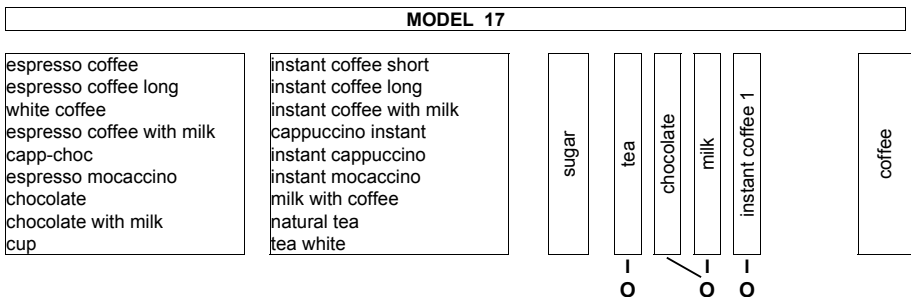 MODEL 17
espresso coffee
espresso coffee long
white coffee
espresso coffee with milk
capp-choc
espresso mocaccino
chocolate
chocolate with milk
cup
instant coffee short
instant coffee long
instant coffee with milk
cappuccino instant
instant cappuccino
instant mocaccino
milk with coffee
natural tea
tea white
sugar
tea
chocolate
milk
instant coffee 1
coffee
I I I
O O O